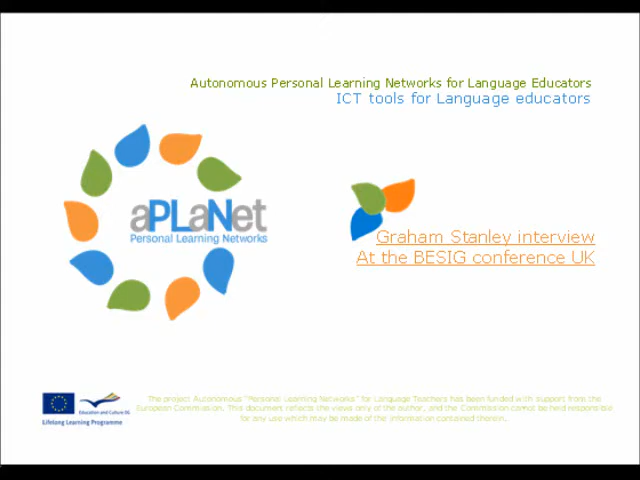 Autonomous Personal Learning Networks for Language Educators
ICT tools for Language educators
aPLaNet
Personal Learning Networks
Graham Stanley interview
At the BESIG conference UK
Education and Culture DG
Lifelong Learning Programme
The project Autonomous "Personal Learning Networks" for Language Teachers has been funded with support from the
European Commission. This document reflects the views only of the author, and the Commission cannot be held responsible
for any use which may be made of the information contained therein.